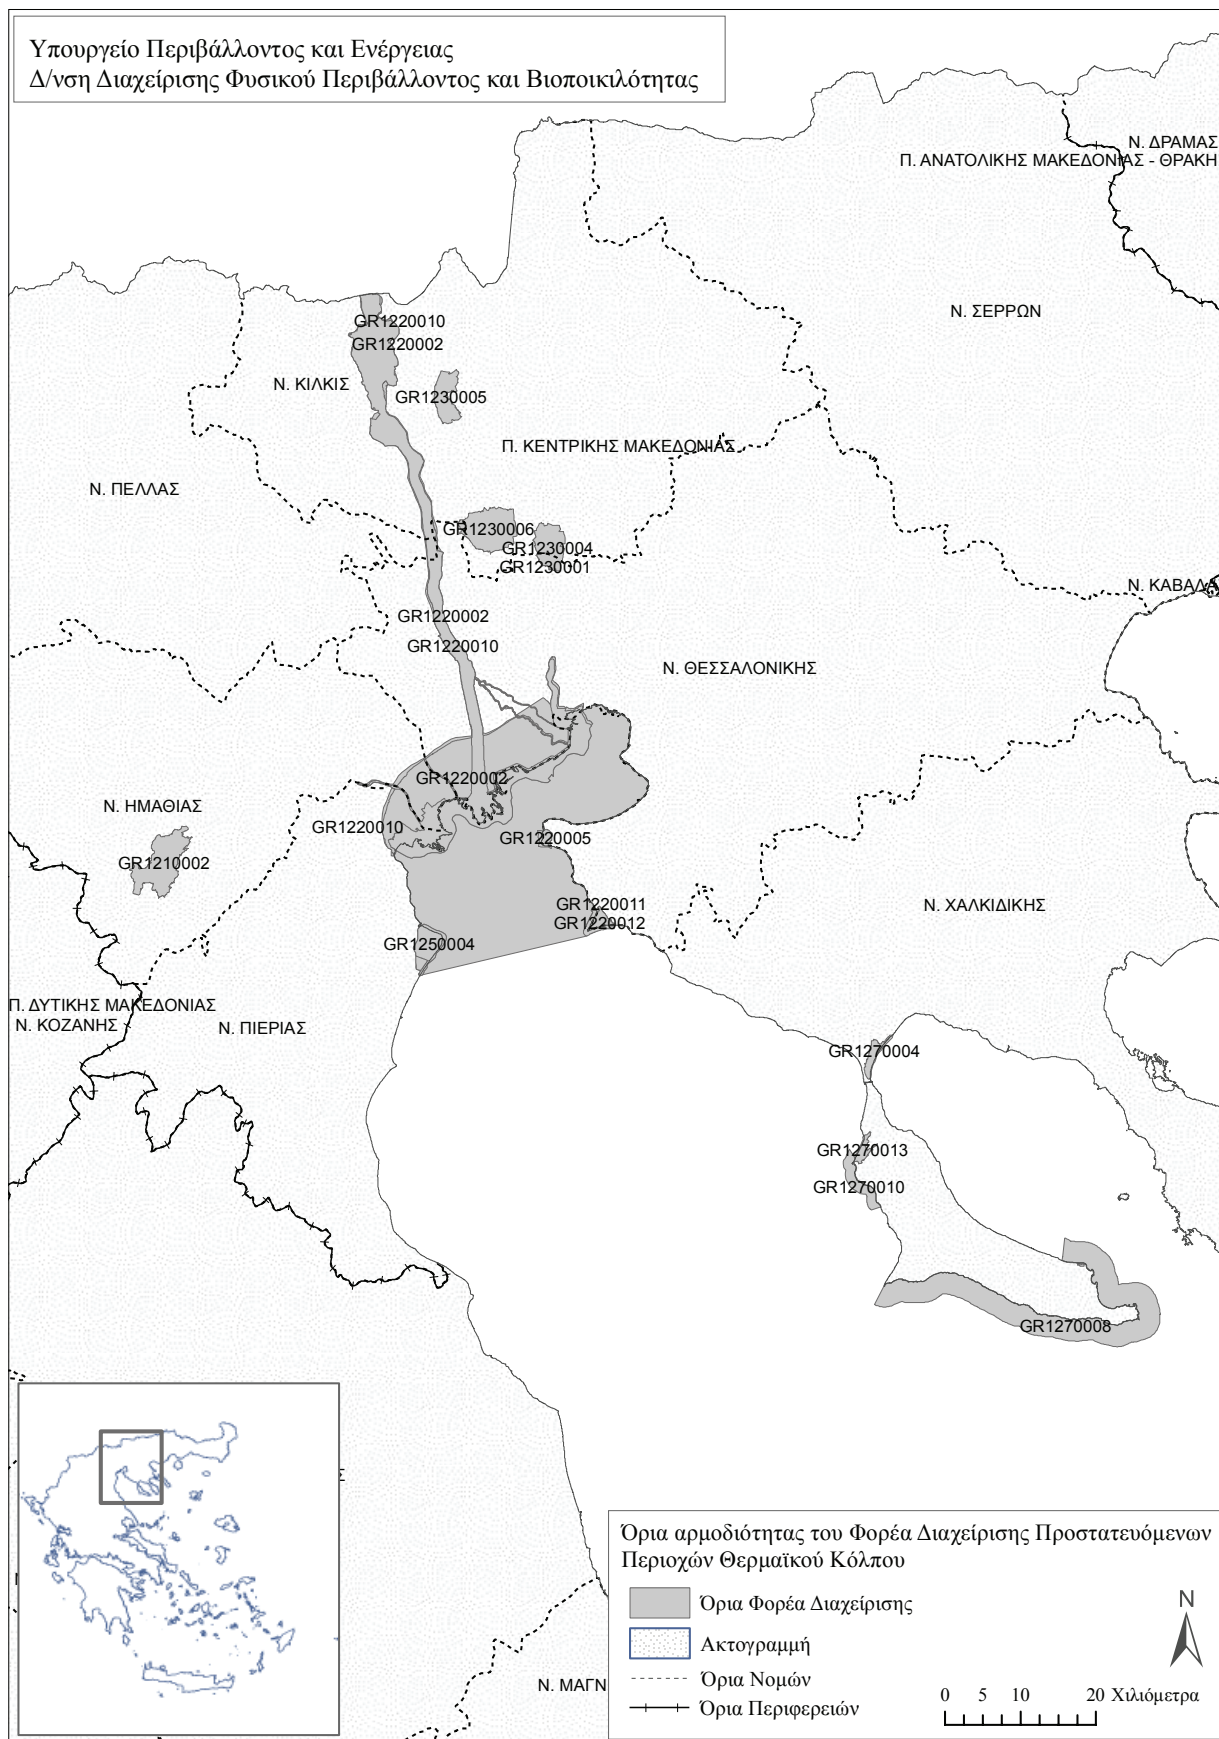 Υπουργείο Περιβάλλοντος και Ενέργειας
Δ/νση Διαχείρισης Φυσικού Περιβάλλοντος και Βιοποικιλότητας
Ν. ΔΡΑΜΑΣ
Π. ΑΝΑΤΟΛΙΚΗΣ ΜΑΚΕΔΟΝΙΑΣ - ΘΡΑΚΗ
Ν. ΣΕΡΡΩΝ
GR1220010
GR1220002
Ν. ΚΙΛΚΙΣ
GR1230005
Π. ΚΕΝΤΡΙΚΗΣ ΜΑΚΕΔΟΝΙΑΣ
Ν. ΠΕΛΛΑΣ
GR1230006
GR1230004
GR1230001
Ν. ΚΑΒΑΛΑ
GR1220002
GR1220010
Ν. ΘΕΣΣΑΛΟΝΙΚΗΣ
GR1220002
Ν. ΗΜΑΘΙΑΣ
GR1220010
GR1220005
GR1210002
GR1220011
Ν. ΧΑΛΚΙΔΙΚΗΣ
GR1220012
GR1250004
Π. ΔΥΤΙΚΗΣ ΜΑΚΕΔΟΝΙΑΣ
Ν. ΚΟΖΑΝΗΣ
Ν. ΠΙΕΡΙΑΣ
GR1270004
GR1270013
GR1270010
GR1270008
Σ
Όρια αρμοδιότητας του Φορέα Διαχείρισης Προστατευόμενων
Περιοχών Θερμαϊκού Κόλπου
Όρια Φορέα Διαχείρισης
Ακτογραμμή
Όρια Νομών
Όρια Περιφερειών
N
0 5 10 20 Χιλιόμετρα
Ν. ΜΑΓΝ